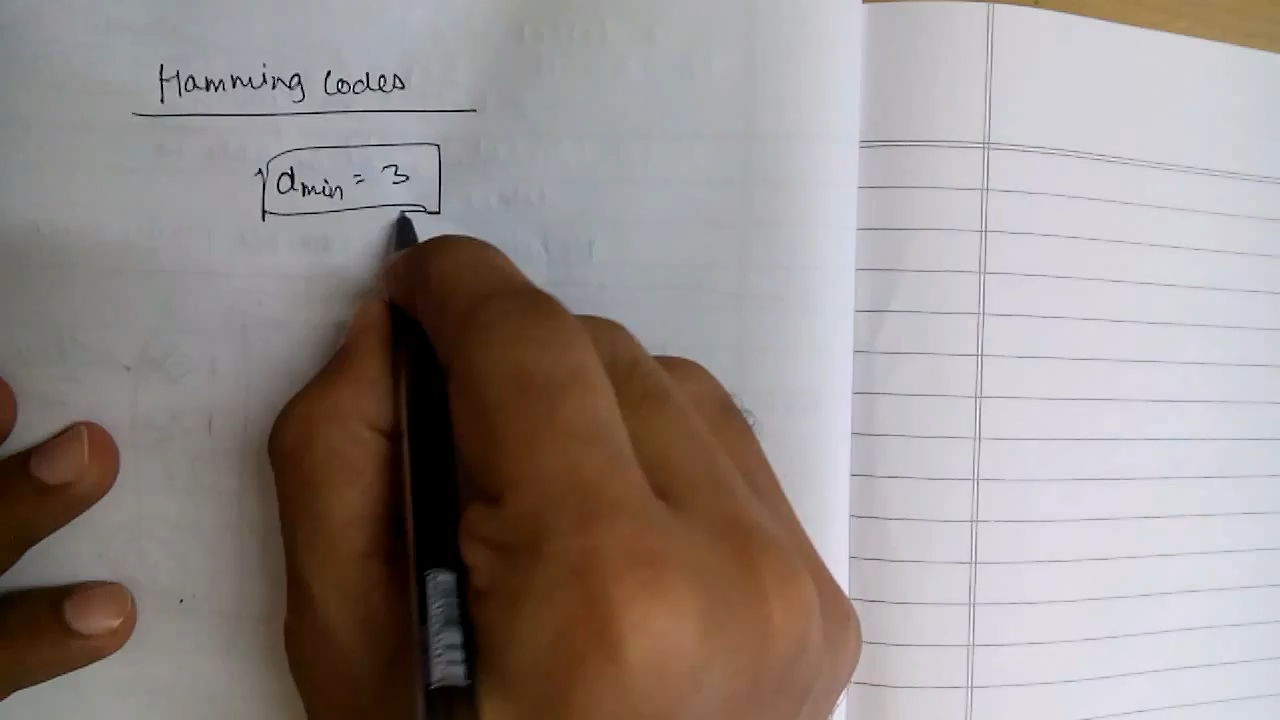 Hamming Codes
dmin = 3